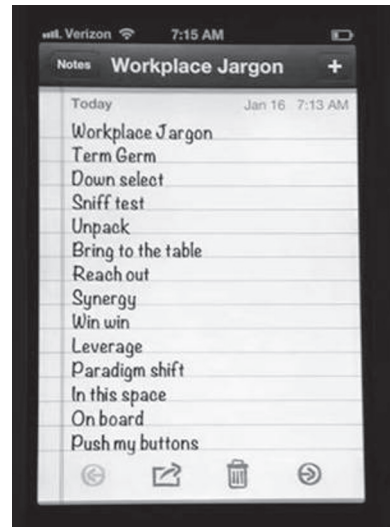 Verizon 7:15 AM
Notes Workplace Jargon +
Today Jan 16 7:13 AM
Workplace Jargon
Term Germ
Down select
Sniff test
Unpack
Bring to the table
Reach out
Synergy
Win win
Leverage
Paradigm shift
In this space
On board
Push my buttons